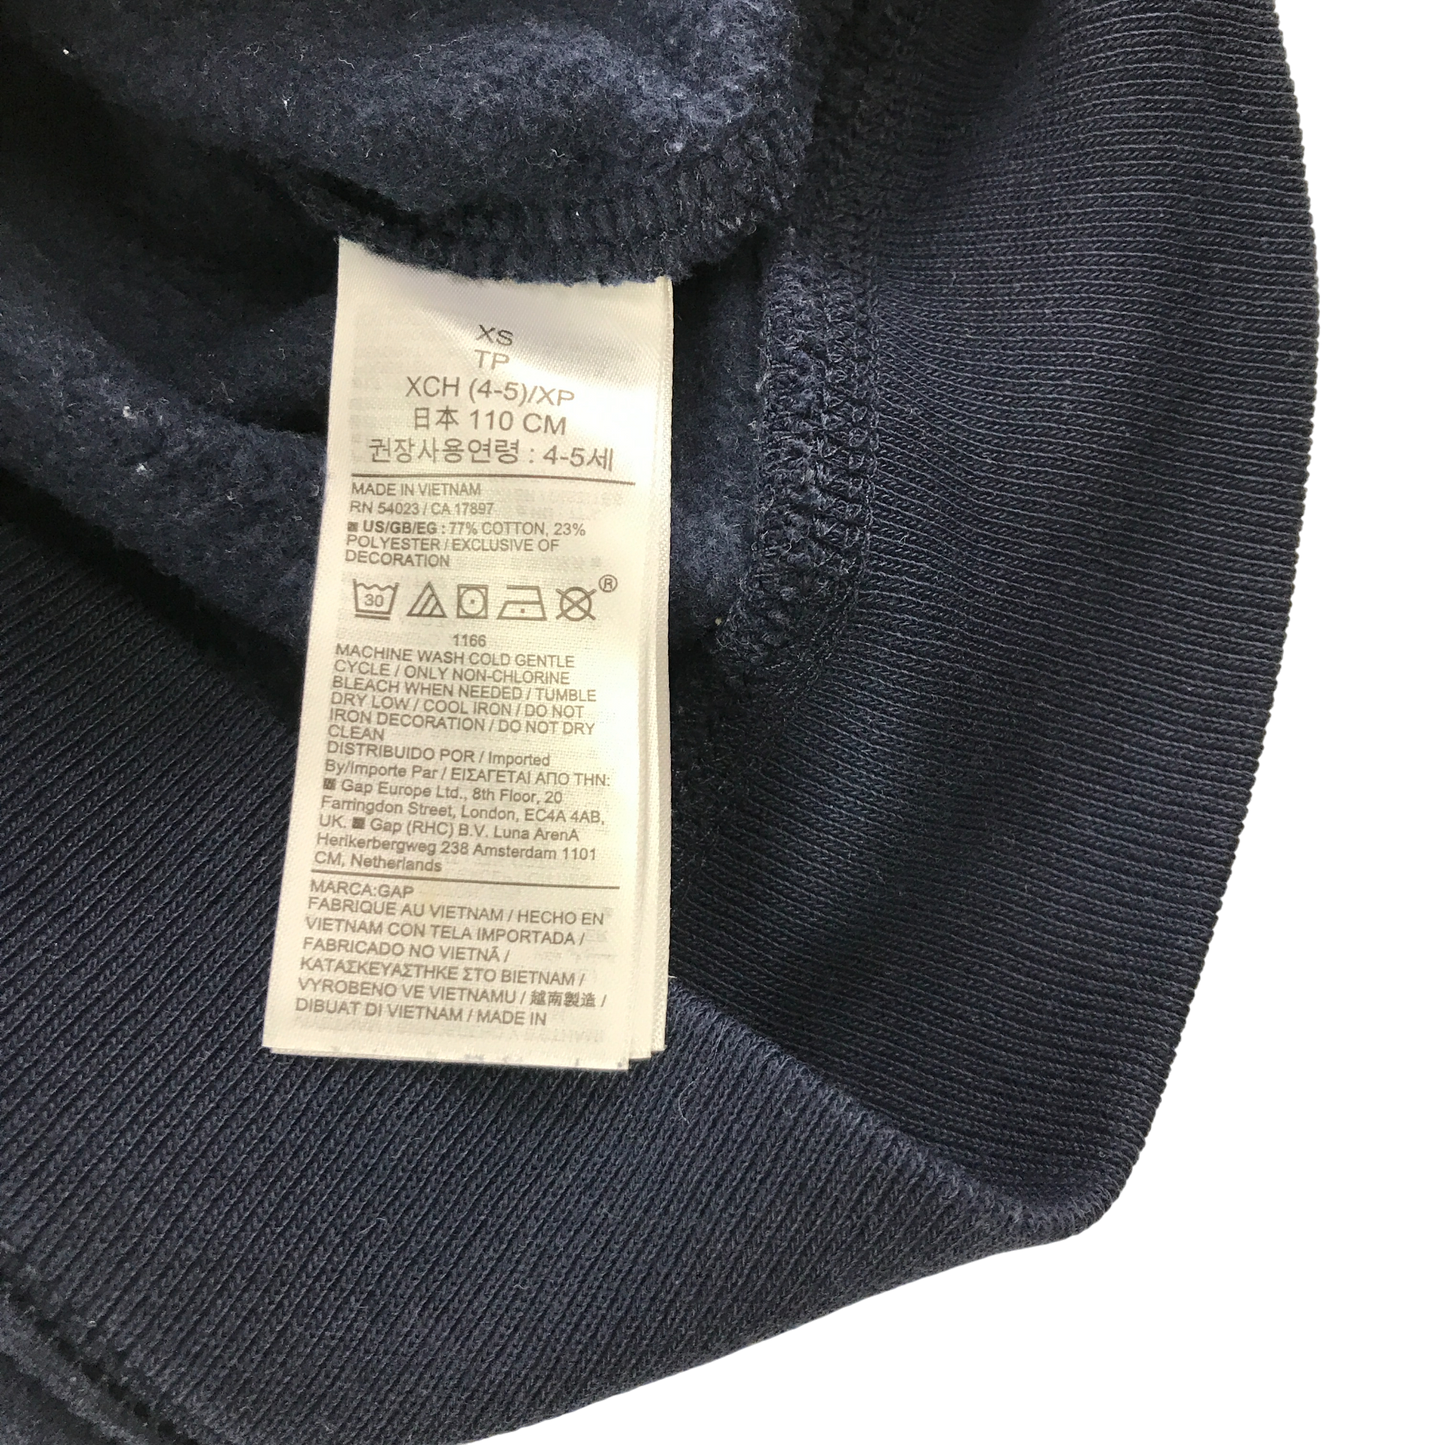 XS
TP
XCH (4-5)/XP
日本 110 CM
권장사용연령 : 4-5세
MADE IN VIETNAM
RN 54023 / CA 17897
US/GB/EG : 77% COTTON, 23%
POLYESTER / EXCLUSIVE OF
DECORATION
30
®
1166
MACHINE WASH COLD GENTLE
CYCLE / ONLY NON-CHLORINE
BLEACH WHEN NEEDED / TUMBLE
DRY LOW / COOL IRON / DO NOT
IRON DECORATION / DO NOT DRY
CLEAN
DISTRIBUIDO POR / Imported
By/Importe Par / ΕΙΣΑΓΕΤΑΙ ΑΠΟ ΤΗΝ:
Gap Europe Ltd., 8th Floor, 20
Farringdon Street, London, EC4A 4AB,
UK. Gap (RHC) B.V. Luna ArenA
Herikerbergweg 238 Amsterdam 1101
CM, Netherlands
MARCA:GAP
FABRIQUE AU VIETNAM / HECHO EN
VIETNAM CON TELA IMPORTADA /
FABRICADO NO VIETNÃ /
ΚΑΤΑΣΚΕΥΑΣΤΗΚΕ ΣΤΟ ΒΙΕΤΝΑΜ /
VYROBENO VE VIETNAMU / 越南製造 /
DIBUAT DI VIETNAM / MADE IN